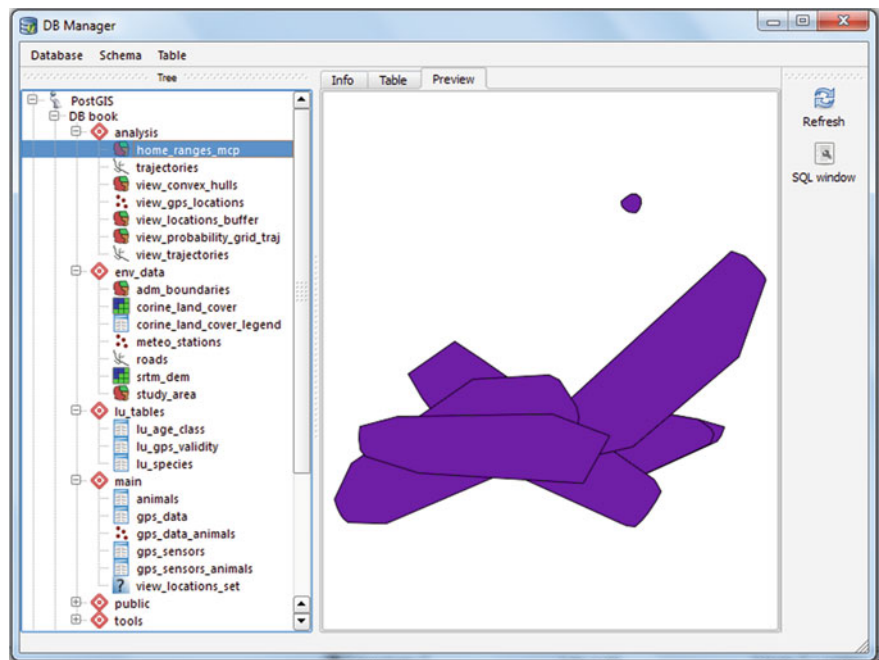 DB Manager
Database Schema Table
Tree
Info Table Preview
PostGIS
DB book
analysis
home_ranges_mcp
trajectories
view_convex_hulls
view_gps_locations
view_locations_buffer
view_probability_grid_traj
view_trajectories
env_data
adm_boundaries
corine_land_cover
corine_land_cover_legend
meteo_stations
roads
srtm_dem
study_area
lu_tables
lu_age_class
lu_gps_validity
lu_species
main
animals
gps_data
gps_data_animals
gps_sensors
gps_sensors_animals
view_locations_set
public
tools
Refresh
SQL window